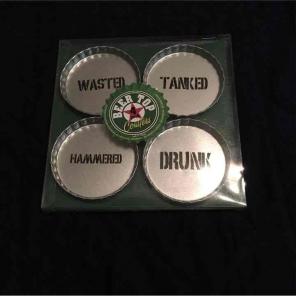 WASTED
TANKED
BEER TOP
Coasters
HAMMERED
DRUNK